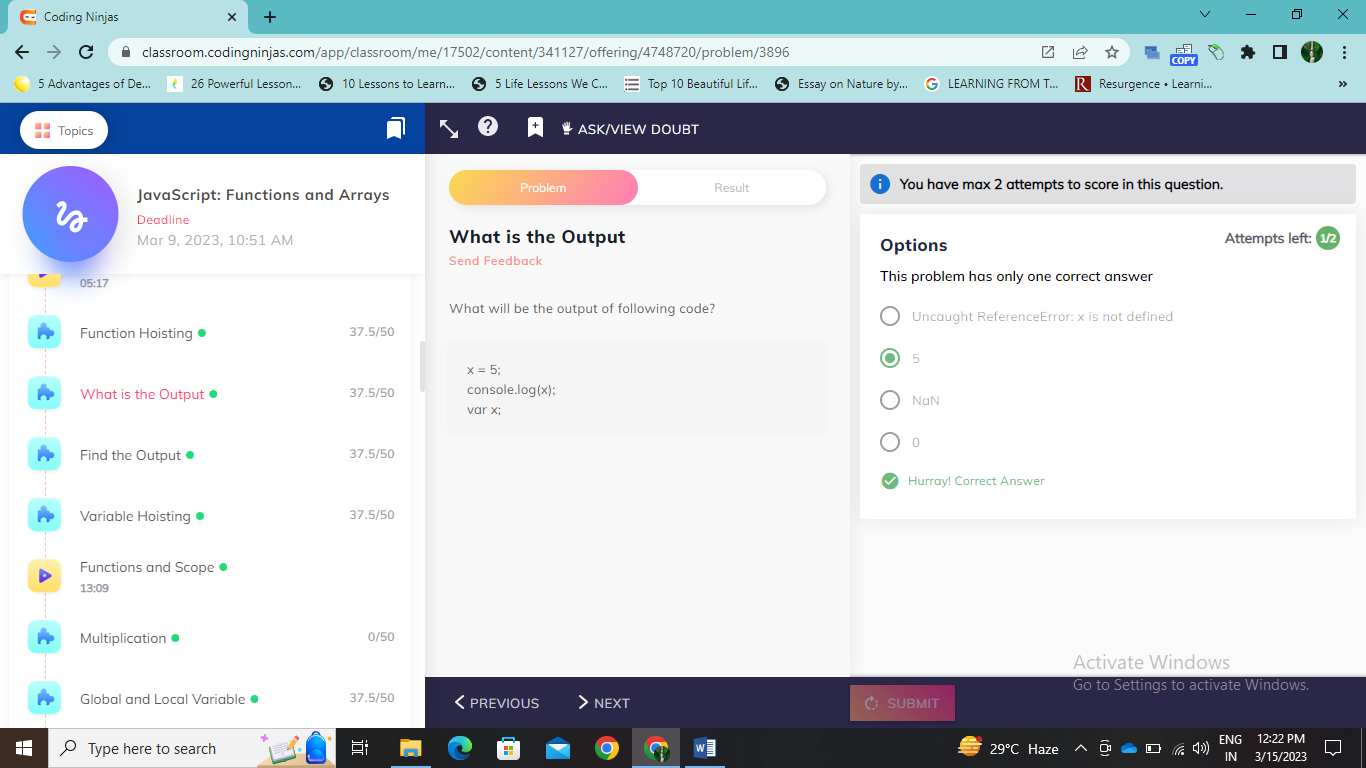 Coding Ninjas
classroom.codingninjas.com/app/classroom/me/17502/content/341127/offering/4748720/problem/3896
COPY
5 Advantages of De...
26 Powerful Lesson...
10 Lessons to Learn...
5 Life Lessons We C...
Top 10 Beautiful Lif...
Essay on Nature by...
LEARNING FROM T...
Resurgence • Learni...
Topics
ASK/VIEW DOUBT
JavaScript: Functions and Arrays
Deadline
Mar 9, 2023, 10:51 AM
05:17
Function Hoisting 37.5/50
What is the Output 37.5/50
Find the Output 37.5/50
Variable Hoisting 37.5/50
Functions and Scope
13:09
Multiplication 0/50
Global and Local Variable 37.5/50
Problem
Result
What is the Output
Send Feedback
What will be the output of following code?
x = 5;
console.log(x);
var x;
PREVIOUS
NEXT
You have max 2 attempts to score in this question.
Options
Attempts left: 1/2
This problem has only one correct answer
Uncaught ReferenceError: x is not defined
5
NaN
0
Hurray! Correct Answer
Activate Windows
Go to Settings to activate Windows.
SUBMIT
Type here to search
29°C Haze
ENG
IN
12:22 PM
3/15/2023